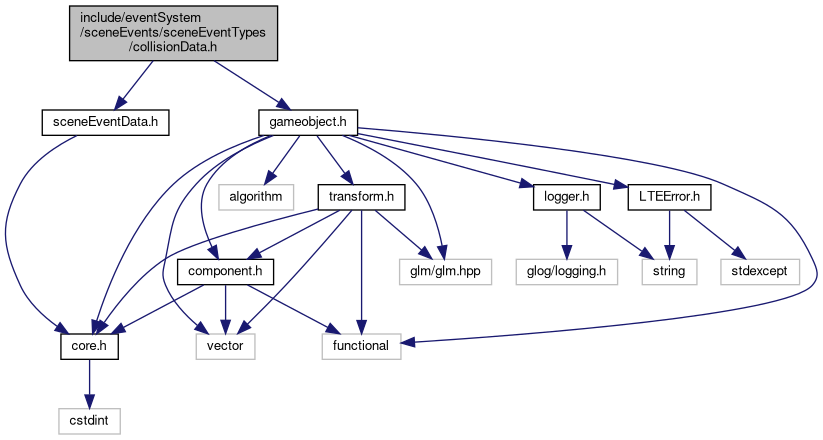 include/eventSystem
/sceneEvents/sceneEventTypes
/collisionData.h
sceneEventData.h
gameobject.h
algorithm
transform.h
logger.h
LTEError.h
component.h
glm/glm.hpp
glog/logging.h
string
stdexcept
core.h
vector
functional
cstdint